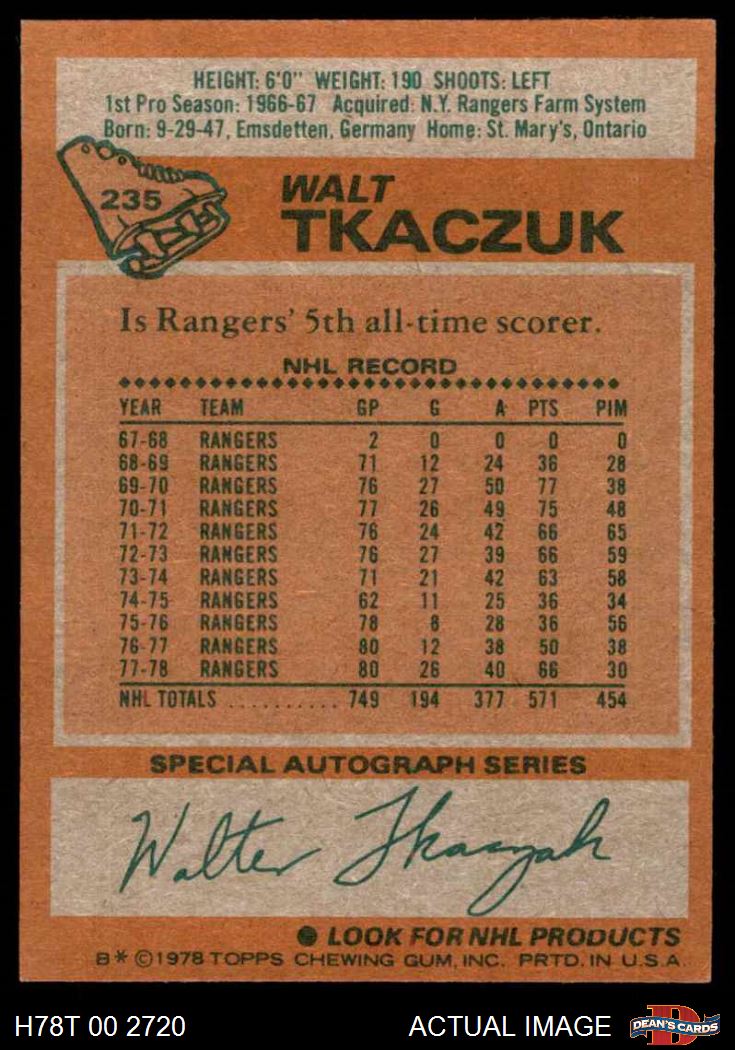 HEIGHT: 6'0" WEIGHT: 190 SHOOTS: LEFT
1st Pro Season: 1966-67 Acquired: N.Y. Rangers Farm System
Born: 9-29-47, Emsdetten, Germany Home: St. Mary's, Ontario
235
WALT
TKACZUK
Is Rangers' 5th all-time scorer.
NHL RECORD
YEAR TEAM GP G A PTS PIM
67-68 RANGERS 2 0 0 0 0
68-69 RANGERS 71 12 24 36 28
69-70 RANGERS 76 27 50 77 38
70-71 RANGERS 77 26 49 75 48
71-72 RANGERS 76 24 42 66 65
72-73 RANGERS 76 27 39 66 59
73-74 RANGERS 71 21 42 63 58
74-75 RANGERS 62 11 25 36 34
75-76 RANGERS 78 8 28 36 56
76-77 RANGERS 80 12 38 50 38
77-78 RANGERS 80 26 40 66 30
NHL TOTALS .......... 749 194 377 571 454
SPECIAL AUTOGRAPH SERIES
Walter Tkaczuk
● LOOK FOR NHL PRODUCTS
B* ©1978 TOPPS CHEWING GUM, INC. PRTD. IN U.S.A.
H78T 00 2720 ACTUAL IMAGE
D
DEAN'S CARDS